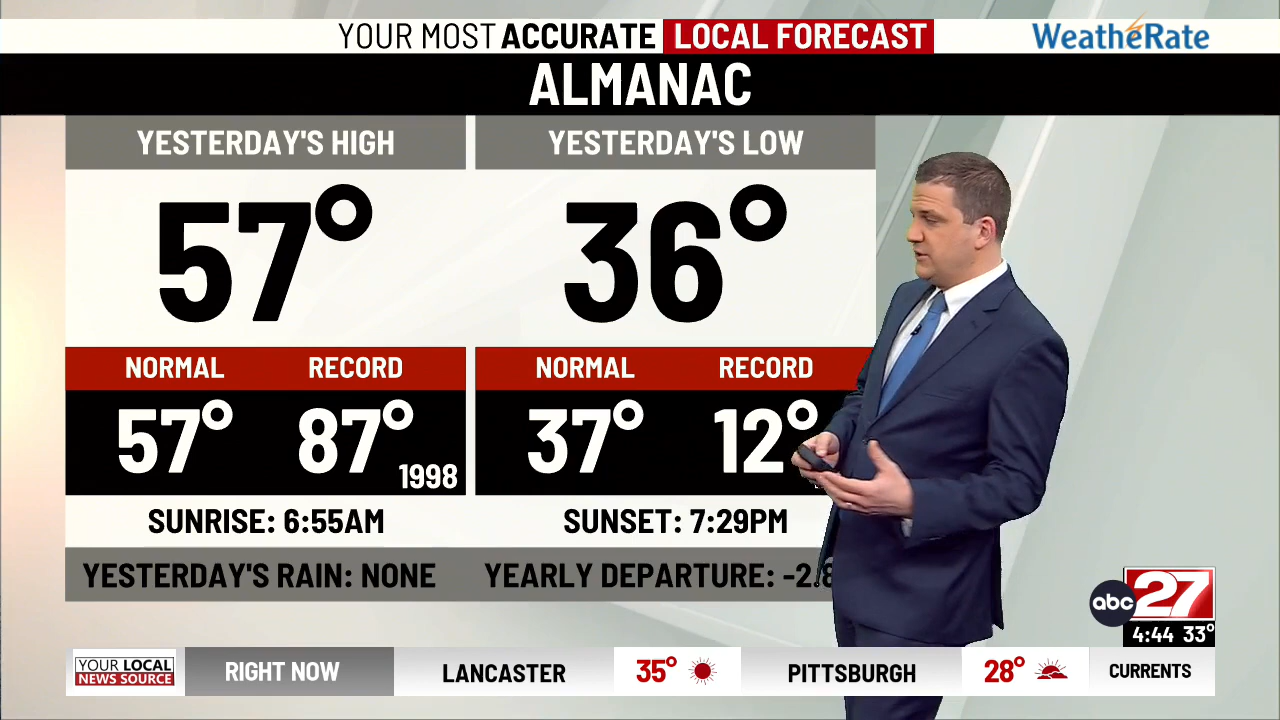 YOUR MOST ACCURATE LOCAL FORECAST
WeatheRate
ALMANAC
YESTERDAY'S HIGH
YESTERDAY'S LOW
57°
36°
NORMAL RECORD
NORMAL RECORD
57° 87°
1998
37° 12°
SUNRISE: 6:55AM
SUNSET: 7:29PM
YESTERDAY'S RAIN: NONE
YEARLY DEPARTURE: -2.8
abc 27
4:44 33°
YOUR LOCAL
NEWS SOURCE
RIGHT NOW
LANCASTER 35°
PITTSBURGH 28°
CURRENTS